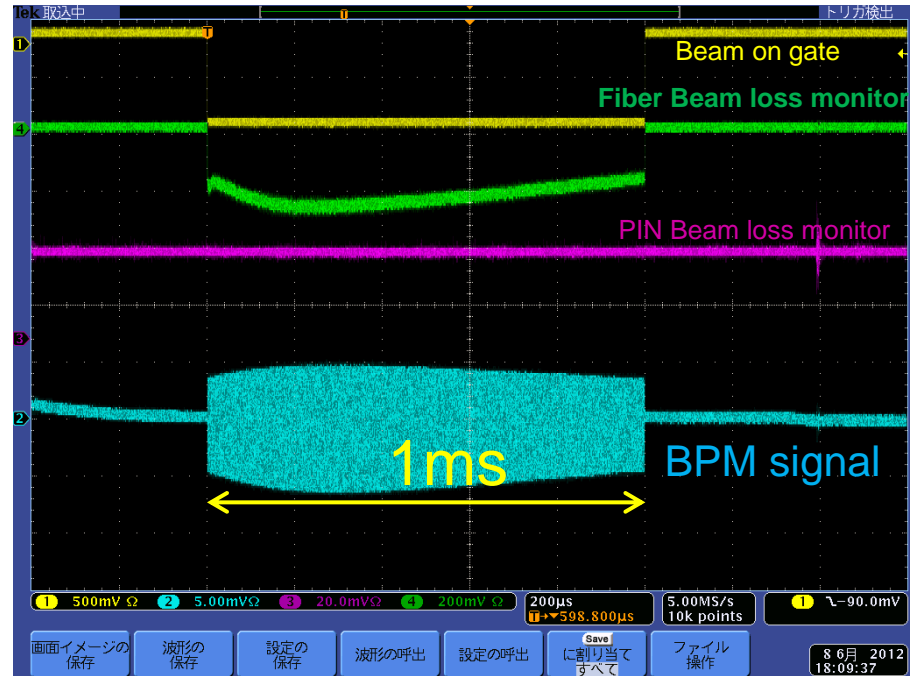 Tek 取込中
トリガ検出
T
T
1
Beam on gate
Fiber Beam loss monitor
4
PIN Beam loss monitor
3
2
1ms
BPM signal
1 500mV Ω 2 5.00mVΩ 3 20.0mVΩ 4 200mV Ω
200µs
T→▼598.800µs
5.00MS/s
10k points
1 ╲−90.0mV
画面イメージの
保存
波形の
保存
設定の
保存
波形の呼出
設定の呼出
Save
に割り当て
すべて
ファイル
操作
8 6月 2012
18:09:37